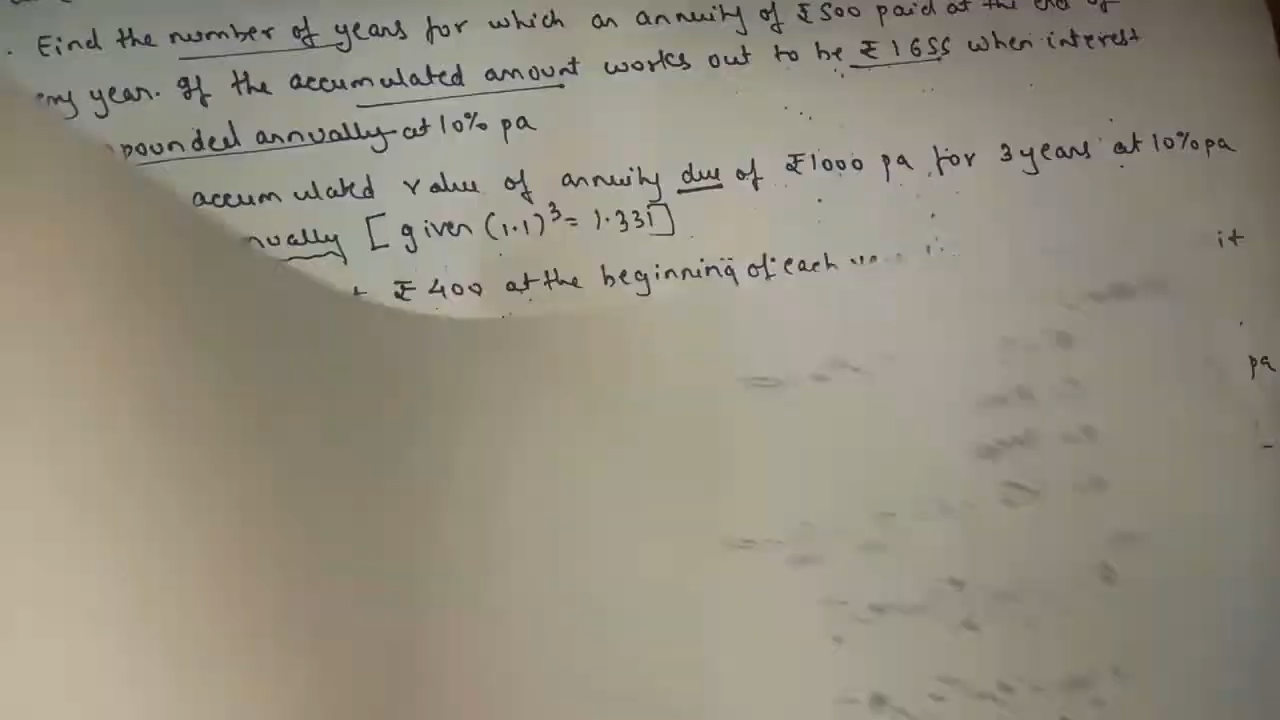 Find the number of years for which an annuity of ₹500 paid at the end of
year. If the accumulated amount works out to be ₹1655 when interest
pounded annually at 10% pa
accumulated value of annuity due of ₹1000 pa for 3 years at 10% pa
nually [given (1.1)³ = 1.331]
it
₹400 at the beginning of each
pa